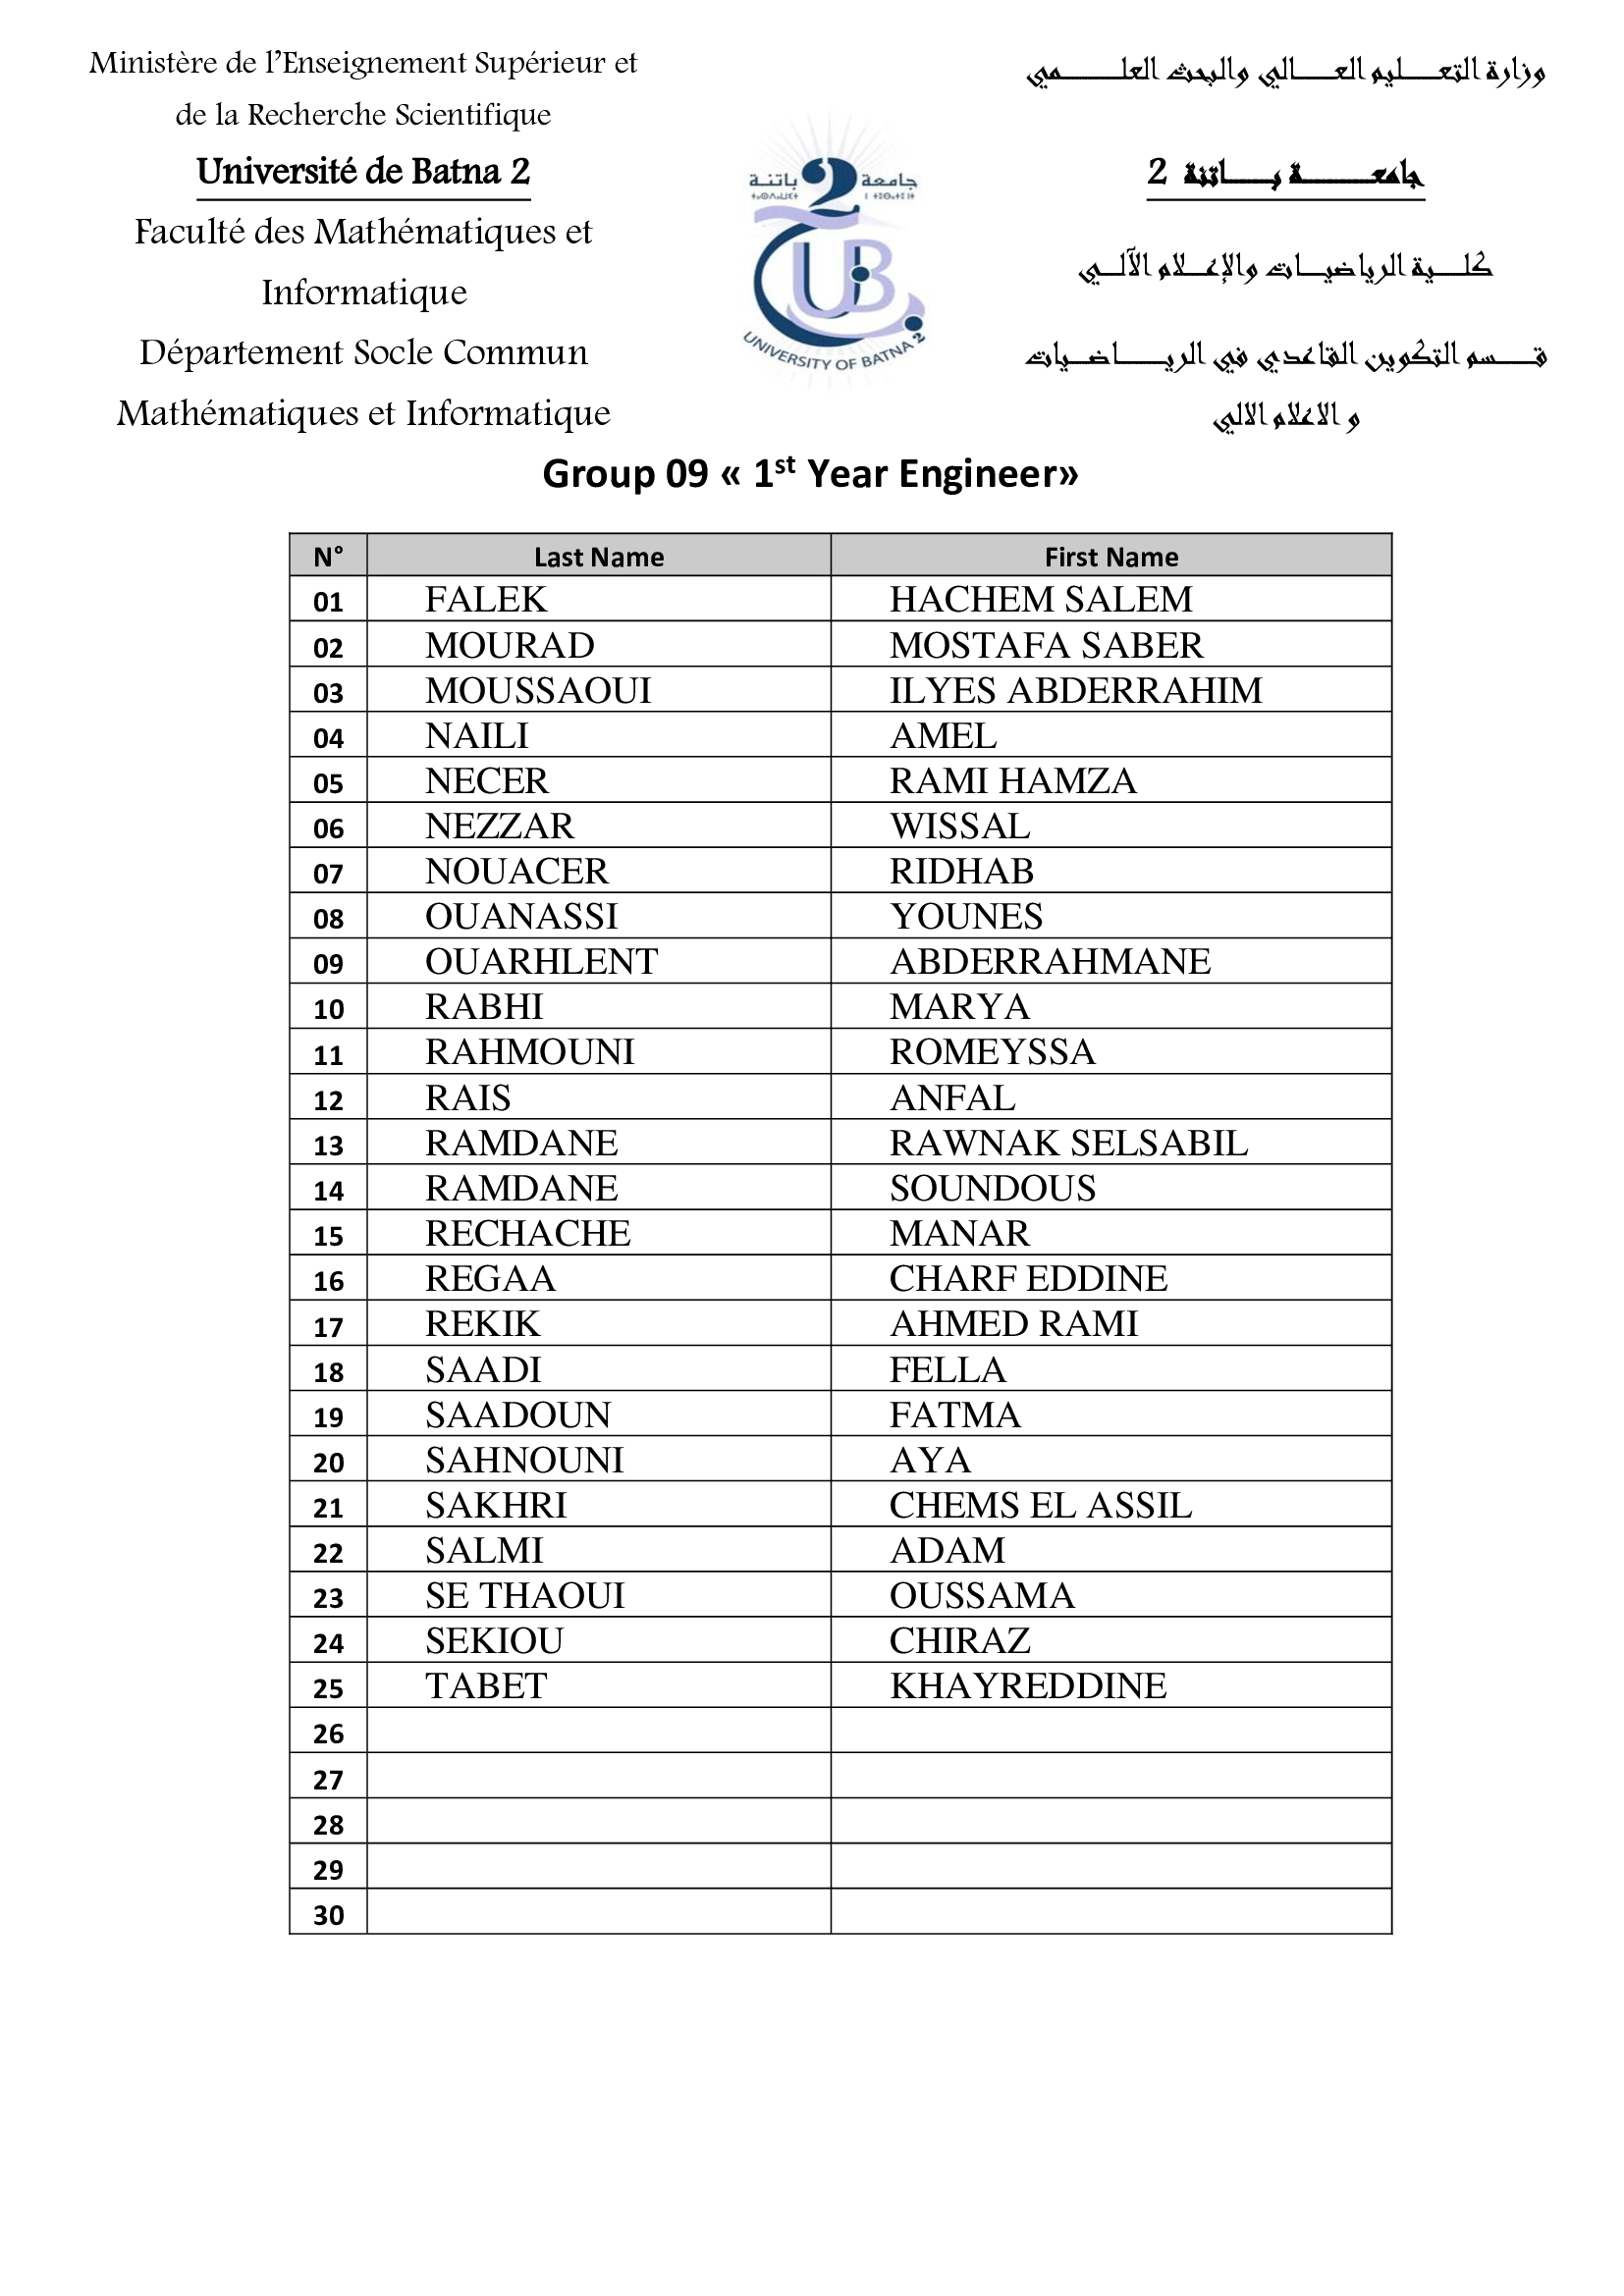 Ministère de l’Enseignement Supérieur et
de la Recherche Scientifique
Université de Batna 2
Faculté des Mathématiques et
Informatique
Département Socle Commun
Mathématiques et Informatique
جامعة باتنة
2
UB
UNIVERSITY OF BATNA 2
وزارة التعـــليم العـــالي والبحث العلـــــمي
جامعـــــة بـــاتنة 2
كلـــية الرياضيـات والإعـلام الآلـي
قـــسم التكوين القاعدي في الريـــاضـيات
و الاعلام الالي
Group 09 « 1st Year Engineer»
N° Last Name First Name
01 FALEK HACHEM SALEM
02 MOURAD MOSTAFA SABER
03 MOUSSAOUI ILYES ABDERRAHIM
04 NAILI AMEL
05 NECER RAMI HAMZA
06 NEZZAR WISSAL
07 NOUACER RIDHAB
08 OUANASSI YOUNES
09 OUARHLENT ABDERRAHMANE
10 RABHI MARYA
11 RAHMOUNI ROMEYSSA
12 RAIS ANFAL
13 RAMDANE RAWNAK SELSABIL
14 RAMDANE SOUNDOUS
15 RECHACHE MANAR
16 REGAA CHARF EDDINE
17 REKIK AHMED RAMI
18 SAADI FELLA
19 SAADOUN FATMA
20 SAHNOUNI AYA
21 SAKHRI CHEMS EL ASSIL
22 SALMI ADAM
23 SE THAOUI OUSSAMA
24 SEKIOU CHIRAZ
25 TABET KHAYREDDINE
26
27
28
29
30